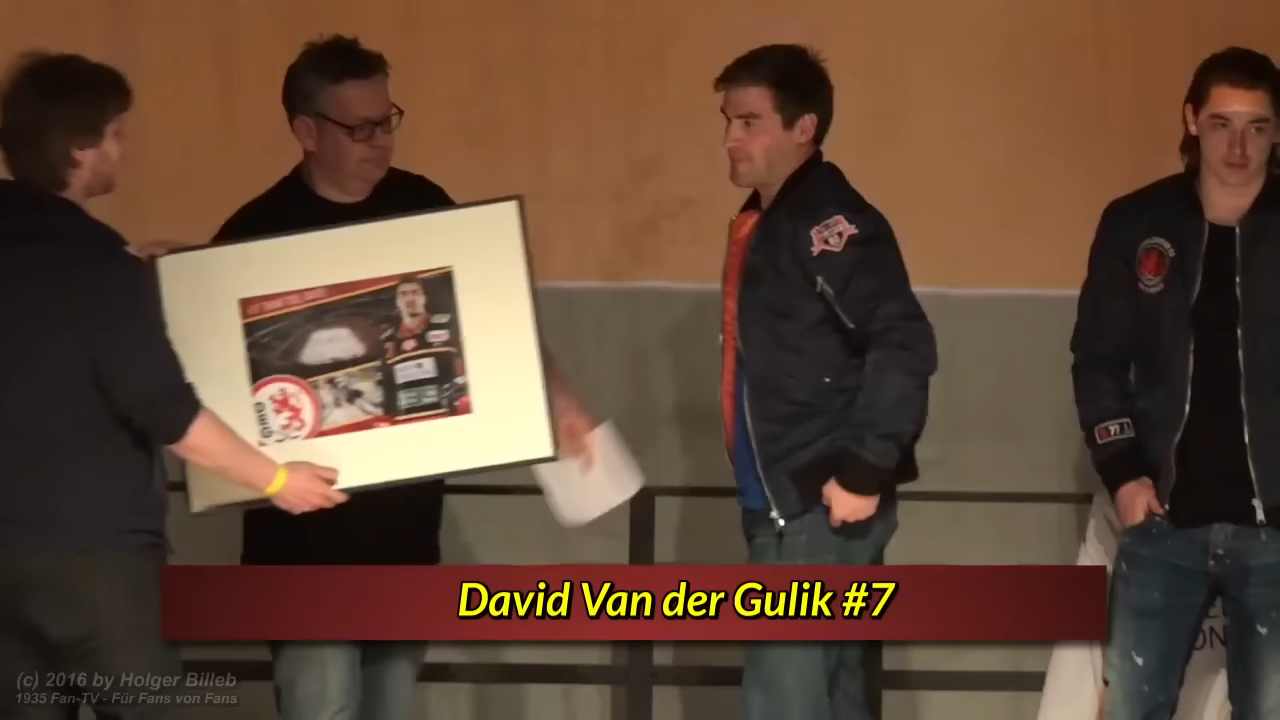 David Van der Gulik #7
(c) 2016 by Holger Billeb
1935 Fan-TV - Für Fans von Fans